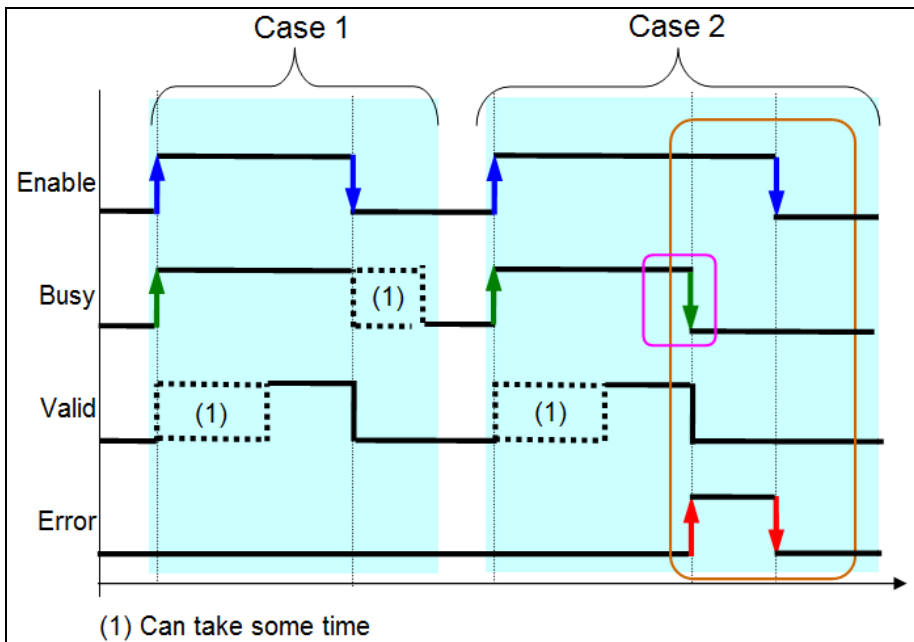 Case 1
Case 2
Enable
Busy
(1)
Valid
(1)
(1)
Error
(1) Can take some time